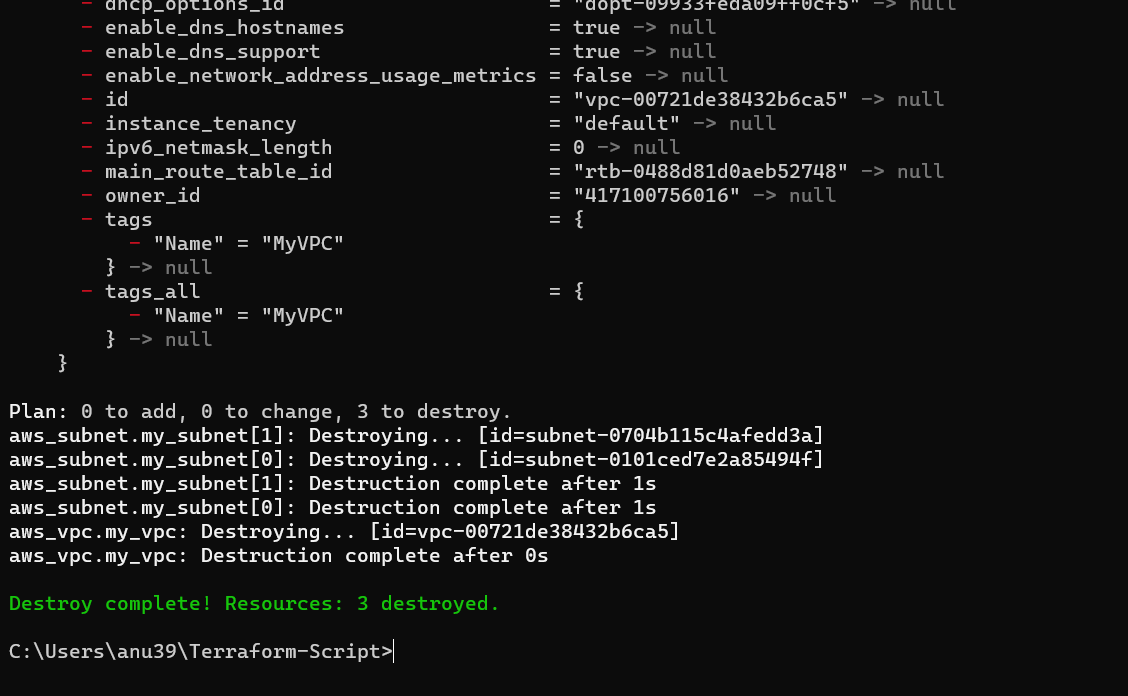 - dhcp_options_id = "dopt-09933feda09ff0cf5" -> null
- enable_dns_hostnames = true -> null
- enable_dns_support = true -> null
- enable_network_address_usage_metrics = false -> null
- id = "vpc-00721de38432b6ca5" -> null
- instance_tenancy = "default" -> null
- ipv6_netmask_length = 0 -> null
- main_route_table_id = "rtb-0488d81d0aeb52748" -> null
- owner_id = "417100756016" -> null
- tags = {
- "Name" = "MyVPC"
} -> null
- tags_all = {
- "Name" = "MyVPC"
} -> null
}
Plan: 0 to add, 0 to change, 3 to destroy.
aws_subnet.my_subnet[1]: Destroying... [id=subnet-0704b115c4afedd3a]
aws_subnet.my_subnet[0]: Destroying... [id=subnet-0101ced7e2a85494f]
aws_subnet.my_subnet[1]: Destruction complete after 1s
aws_subnet.my_subnet[0]: Destruction complete after 1s
aws_vpc.my_vpc: Destroying... [id=vpc-00721de38432b6ca5]
aws_vpc.my_vpc: Destruction complete after 0s
Destroy complete! Resources: 3 destroyed.
C:\Users\anu39\Terraform-Script>